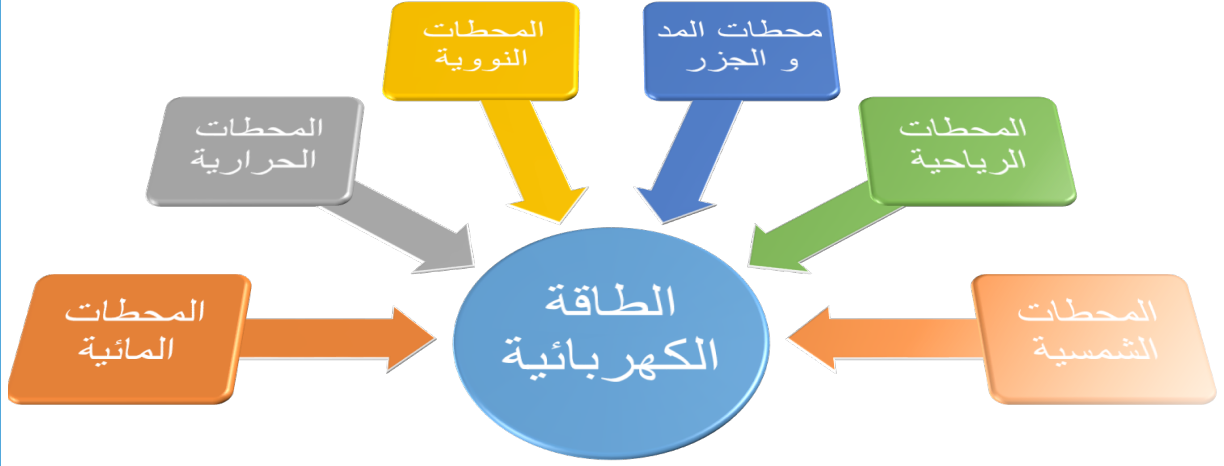 محطات المد
و الجزر
المحطات
النووية
المحطات
الرياحية
المحطات
الحرارية
المحطات
الشمسية
الطاقة
الكهربائية
المحطات
المائية